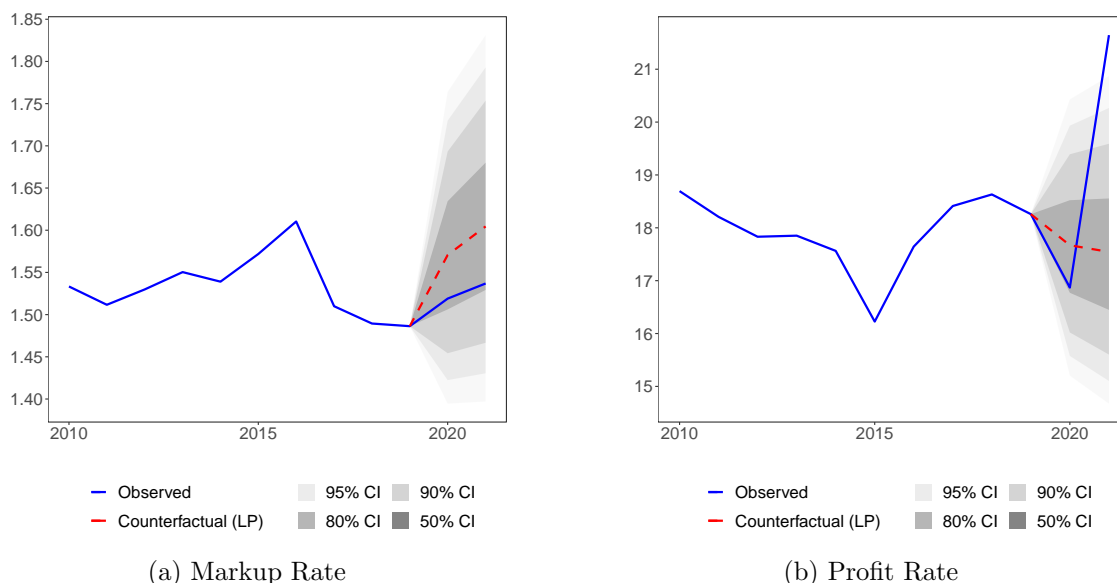 1.85
1.80
1.75
1.70
1.65
1.60
1.55
1.50
1.45
1.40
2010
2015
2020
Observed
Counterfactual (LP)
95% CI
90% CI
80% CI
50% CI
(a) Markup Rate
21
20
19
18
17
16
15
2010
2015
2020
Observed
Counterfactual (LP)
95% CI
90% CI
80% CI
50% CI
(b) Profit Rate